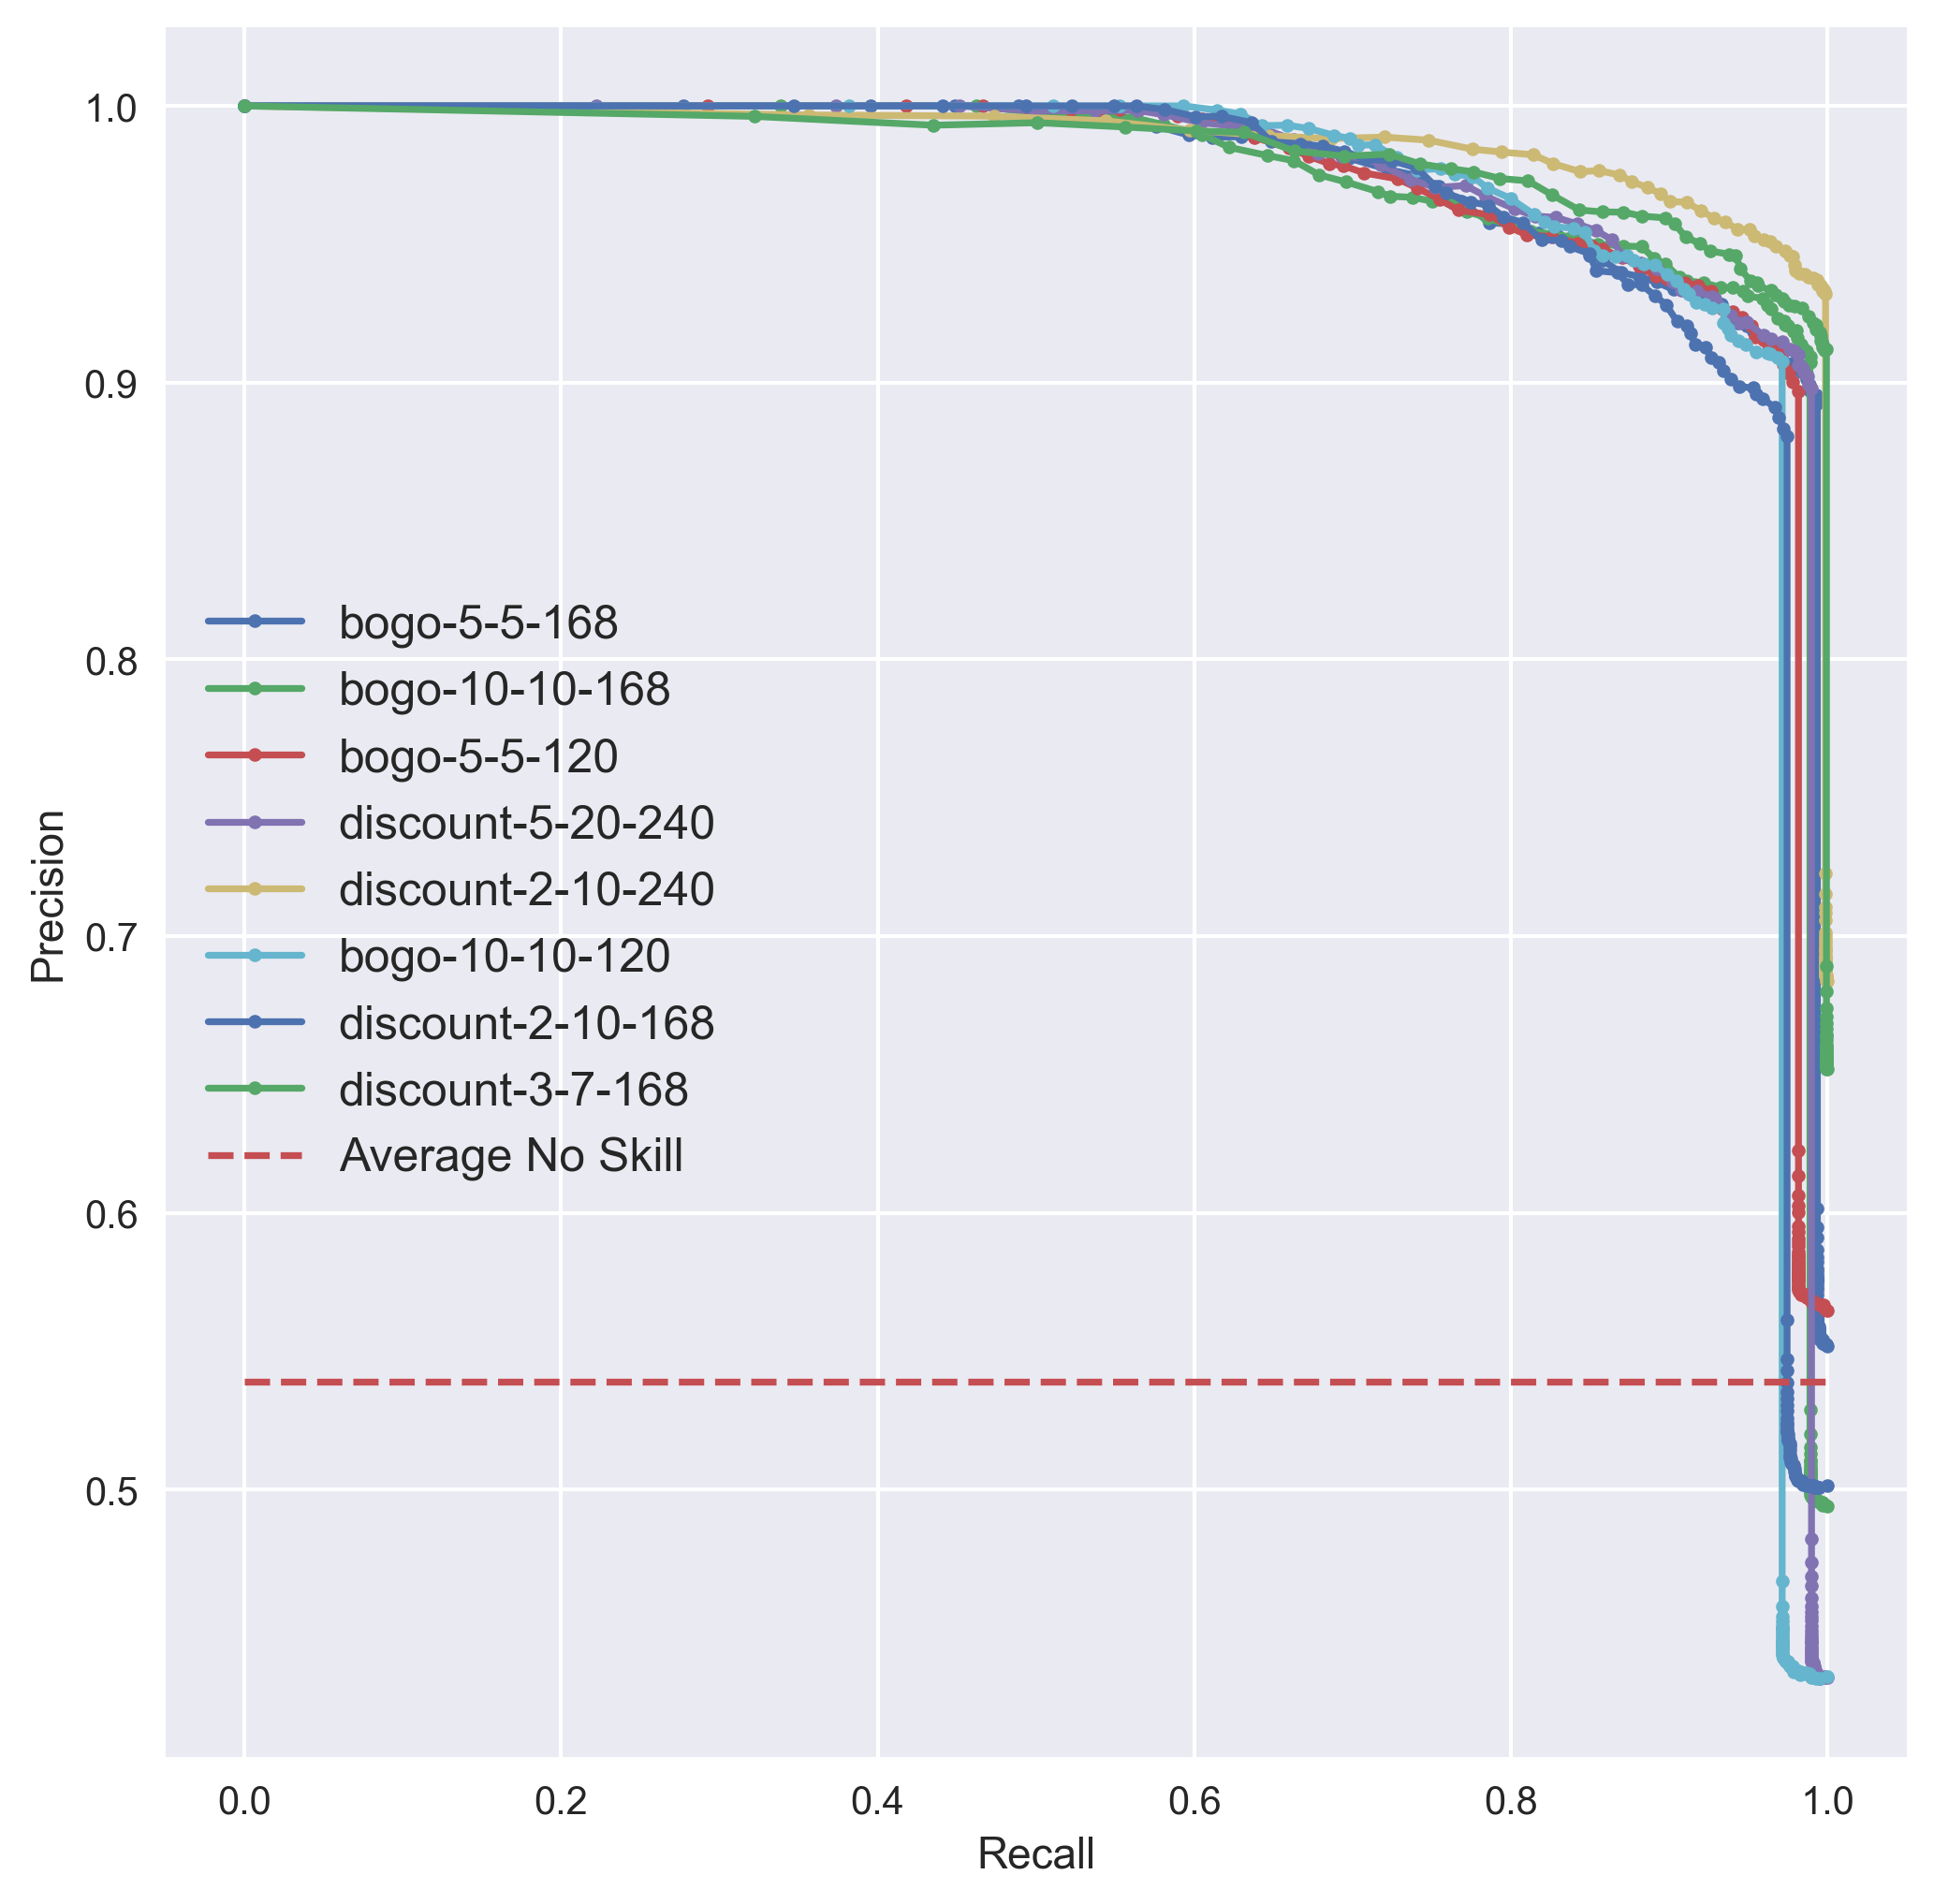 1.0
0.9
0.8
0.7
0.6
0.5
Precision
bogo-5-5-168
bogo-10-10-168
bogo-5-5-120
discount-5-20-240
discount-2-10-240
bogo-10-10-120
discount-2-10-168
discount-3-7-168
Average No Skill
0.0 0.2 0.4 0.6 0.8 1.0
Recall